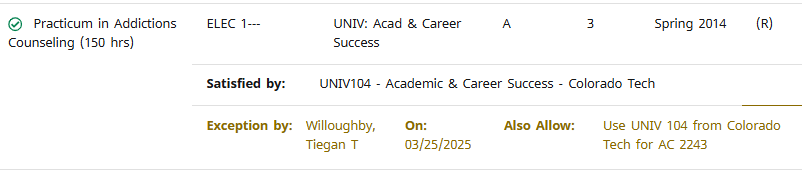 Practicum in Addictions ELEC 1--- UNIV: Acad & Career A 3 Spring 2014 (R)
Counseling (150 hrs) Success
Satisfied by: UNIV104 - Academic & Career Success - Colorado Tech
Exception by: Willoughby, On: Also Allow: Use UNIV 104 from Colorado
Tiegan T 03/25/2025 Tech for AC 2243